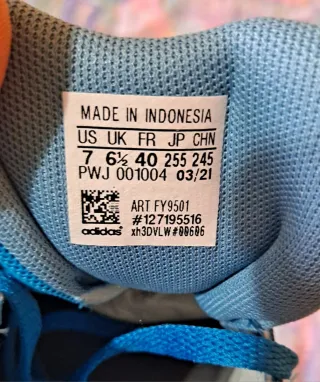 MADE IN INDONESIA
US UK FR JP CHN
7 6½ 40 255 245
PWJ 001004 03/21
ART FY9501
#127195516
adidas xh3DVLW#00606